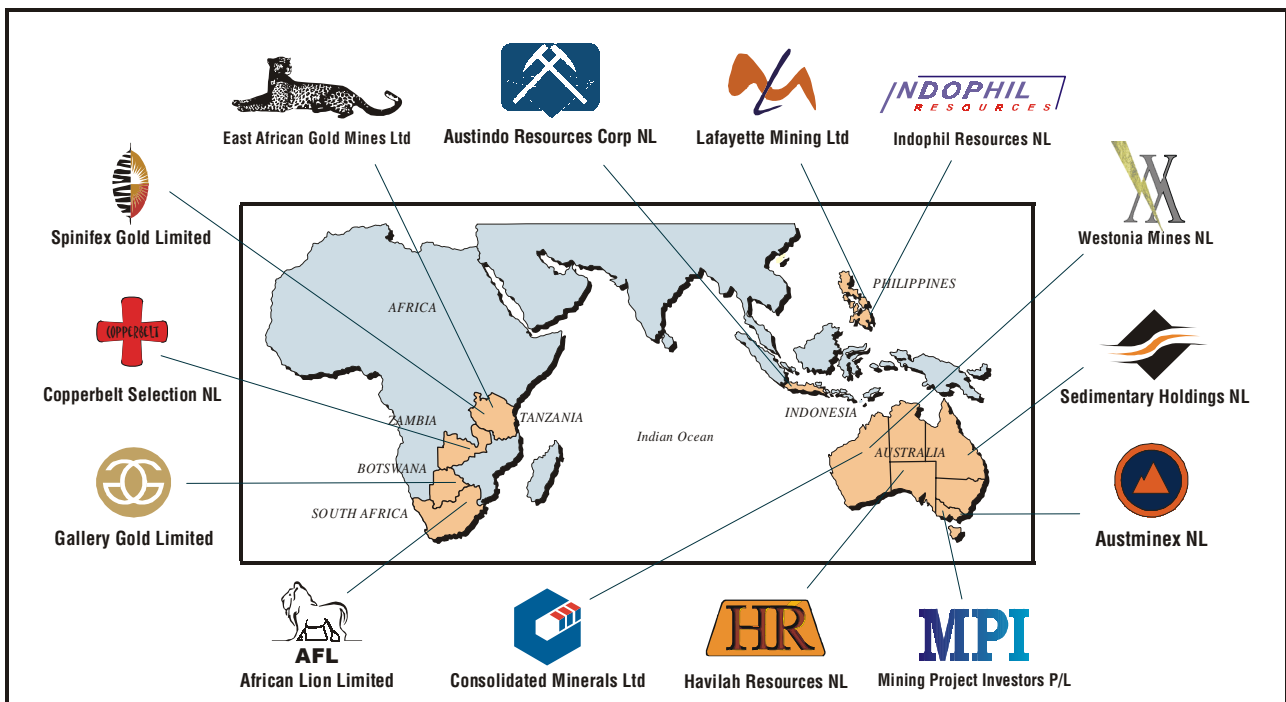 East African Gold Mines Ltd
Austindo Resources Corp NL
Lafayette Mining Ltd
NDOPHIL
RESOURCES
Indophil Resources NL
Spinifex Gold Limited
Westonia Mines NL
COPPERBELT
Copperbelt Selection NL
Sedimentary Holdings NL
Gallery Gold Limited
Austminex NL
AFRICA
PHILIPPINES
ZAMBIA
TANZANIA
INDONESIA
Indian Ocean
AUSTRALIA
BOTSWANA
SOUTH AFRICA
AFL
African Lion Limited
Consolidated Minerals Ltd
HR
Havilah Resources NL
MPI
Mining Project Investors P/L